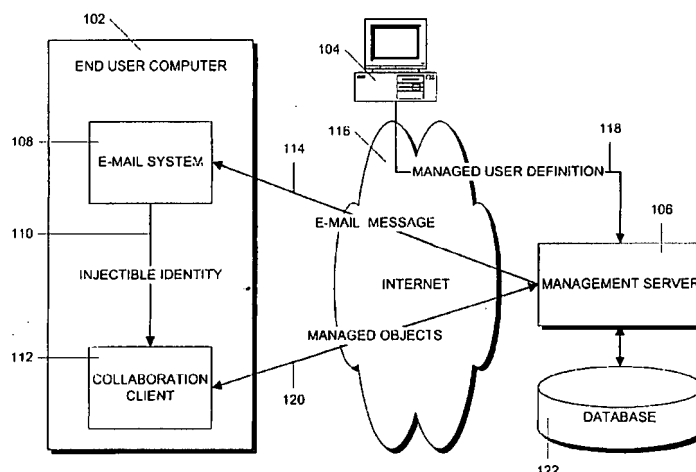 102
END USER COMPUTER
104
108
E-MAIL SYSTEM
116
114
118
MANAGED USER DEFINITION
110
E-MAIL MESSAGE
106
INJECTIBLE IDENTITY
INTERNET
MANAGEMENT SERVER
112
MANAGED OBJECTS
COLLABORATION
CLIENT
120
DATABASE
122